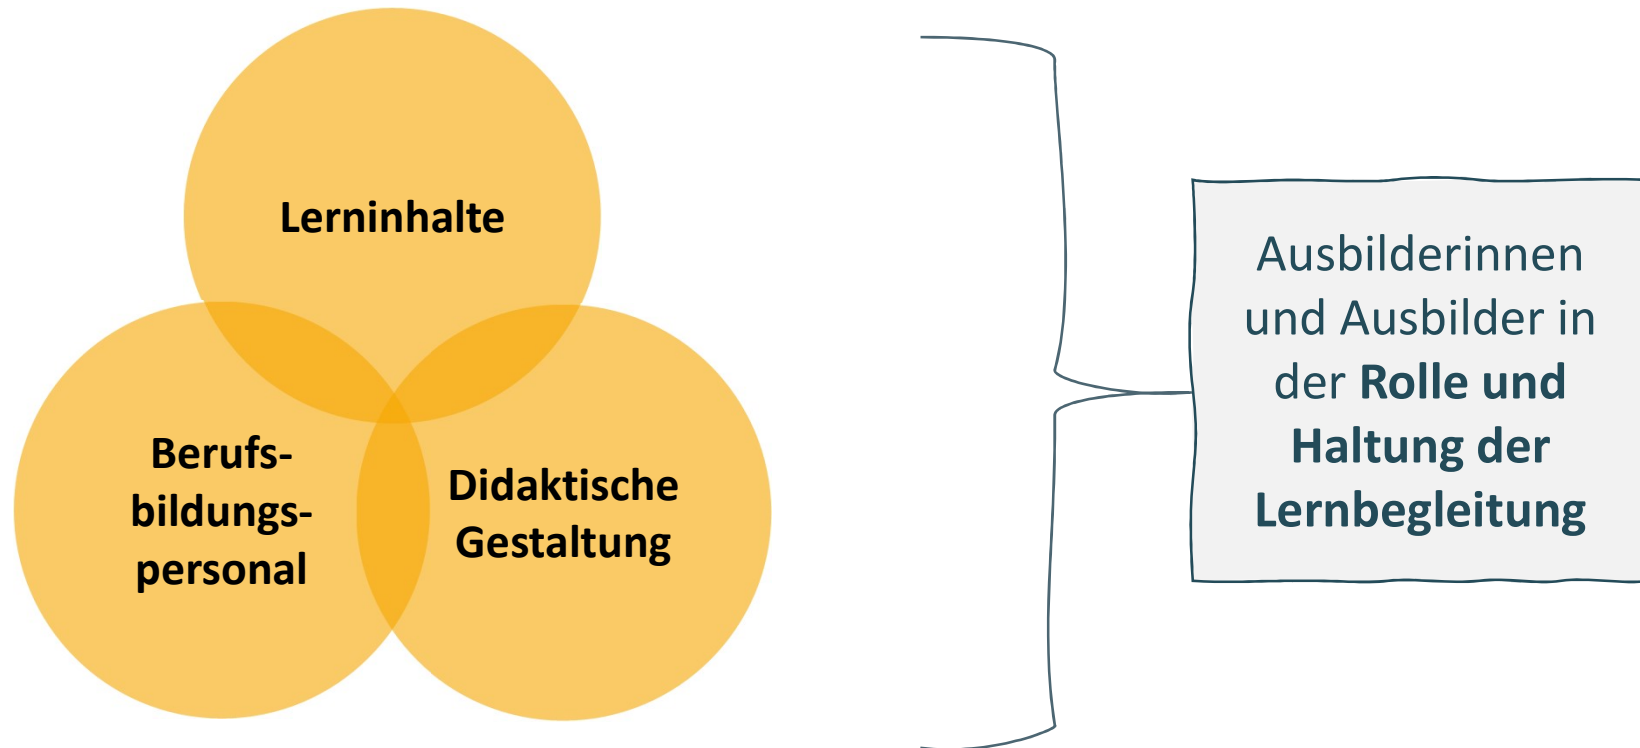 Lerninhalte
Berufs-
bildungs-
personal
Didaktische
Gestaltung
Ausbilderinnen
und Ausbilder in
der Rolle und
Haltung der
Lernbegleitung